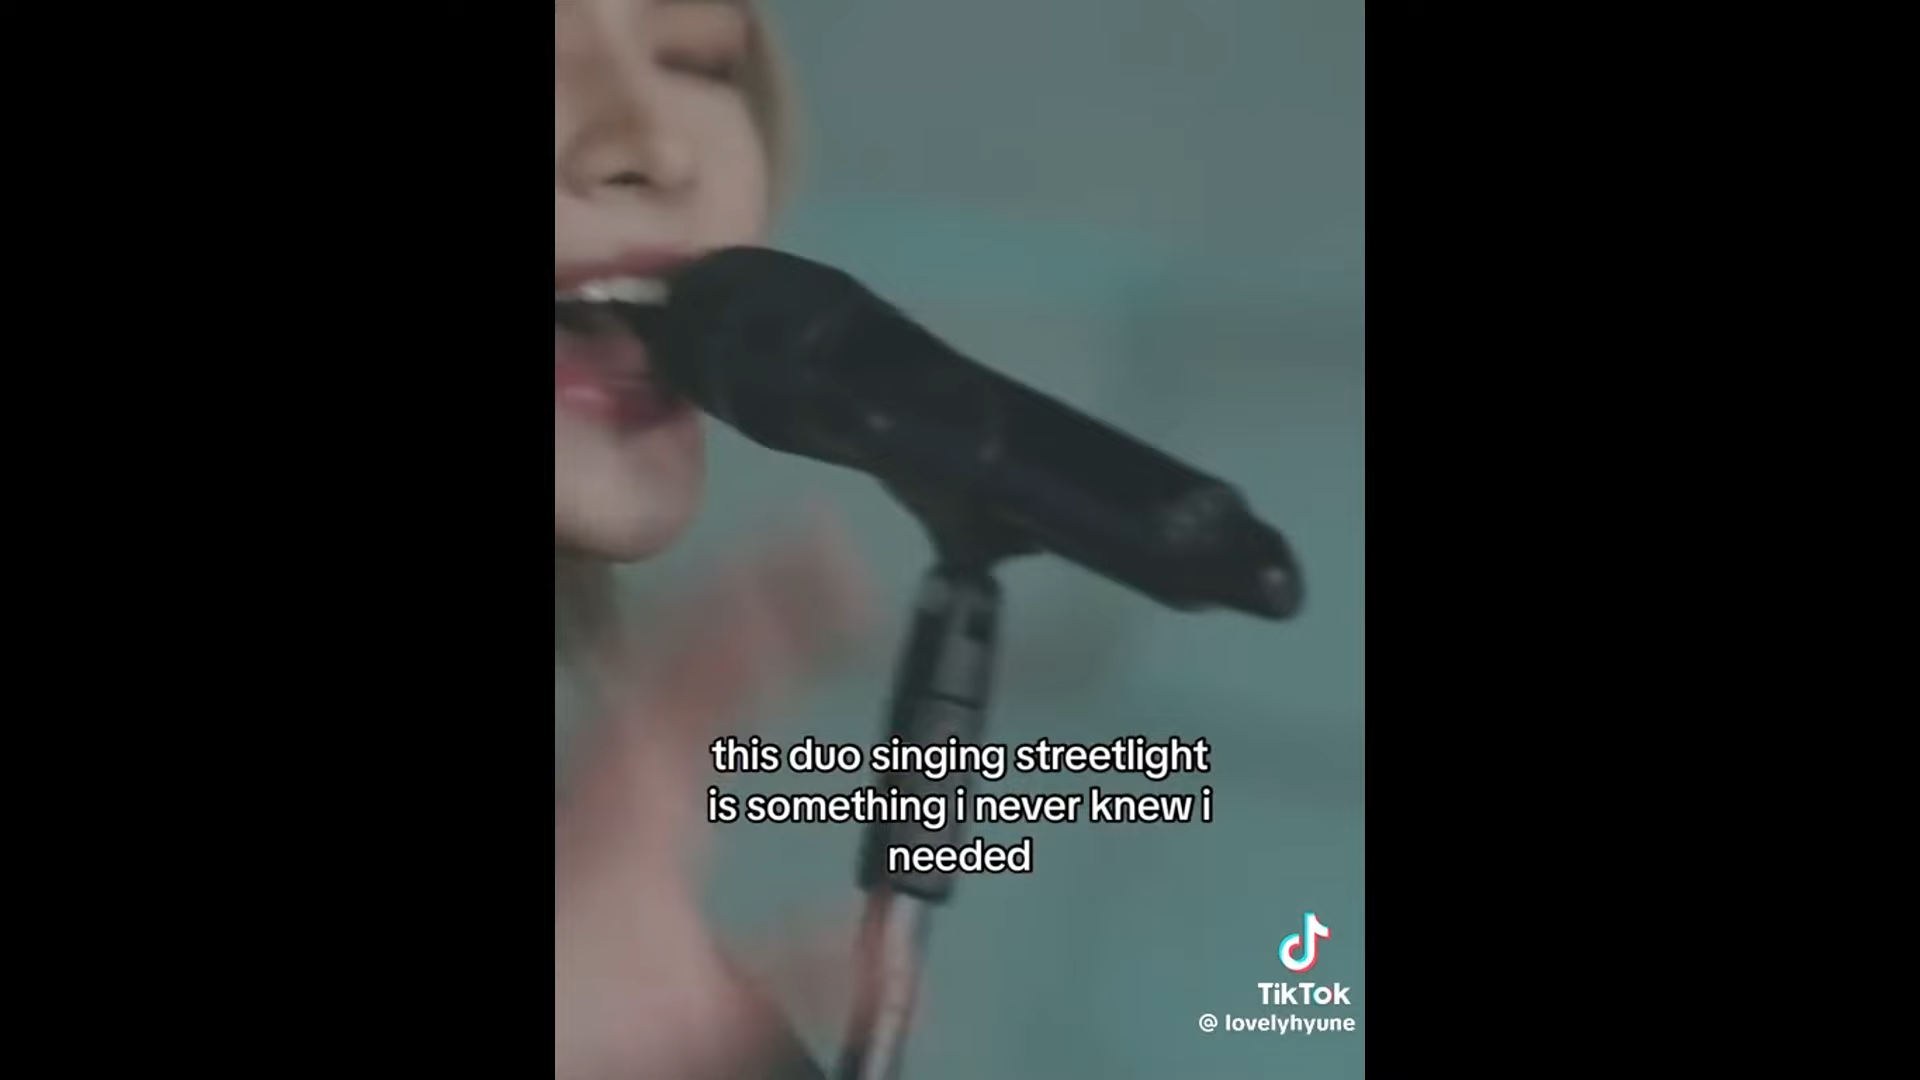 this duo singing streetlight
is something i never knew i
needed
TikTok
@ lovelyhyune